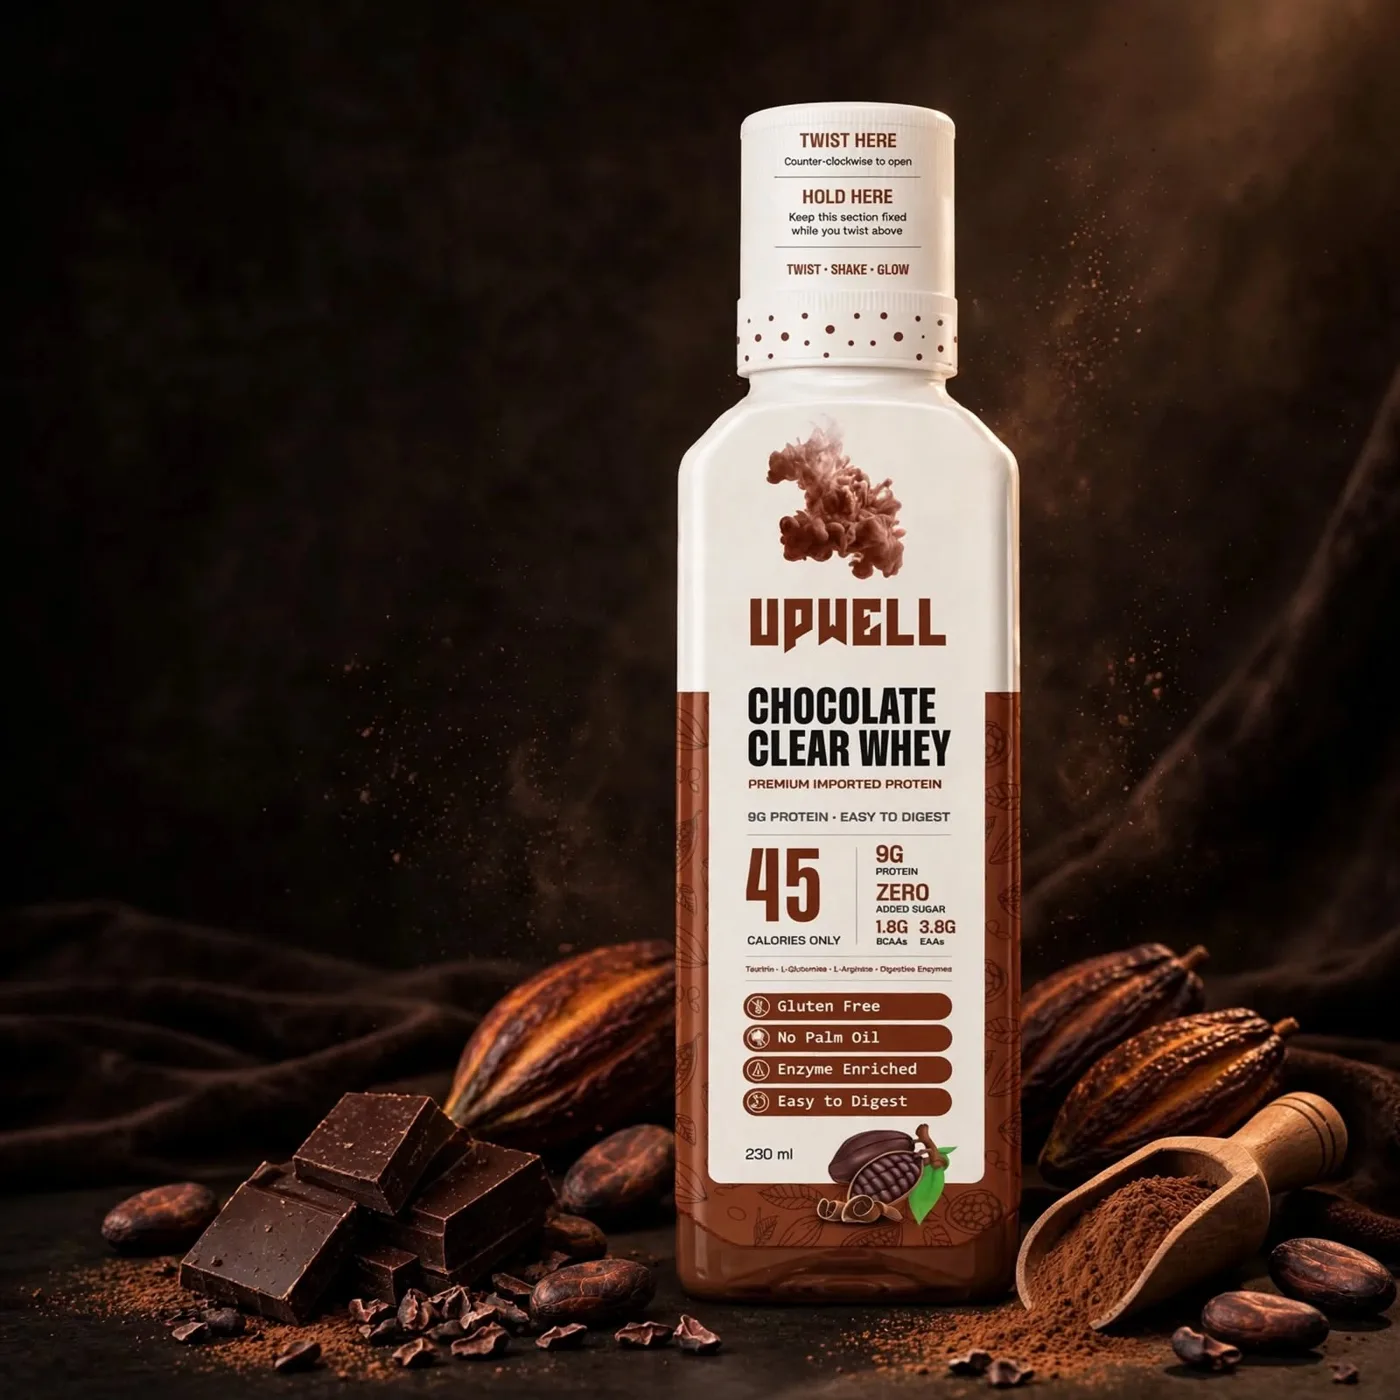 TWIST HERE
Counter-clockwise to open
HOLD HERE
Keep this section fixed
while you twist above
TWIST · SHAKE · GLOW
UPWELL
CHOCOLATE
CLEAR WHEY
PREMIUM IMPORTED PROTEIN
9G PROTEIN · EASY TO DIGEST
45
CALORIES ONLY
9G
PROTEIN
ZERO
ADDED SUGAR
1.8G 3.8G
BCAAs EAAs
Digestive Enzymes
Gluten Free
No Palm Oil
Enzyme Enriched
Easy to Digest
230 ml